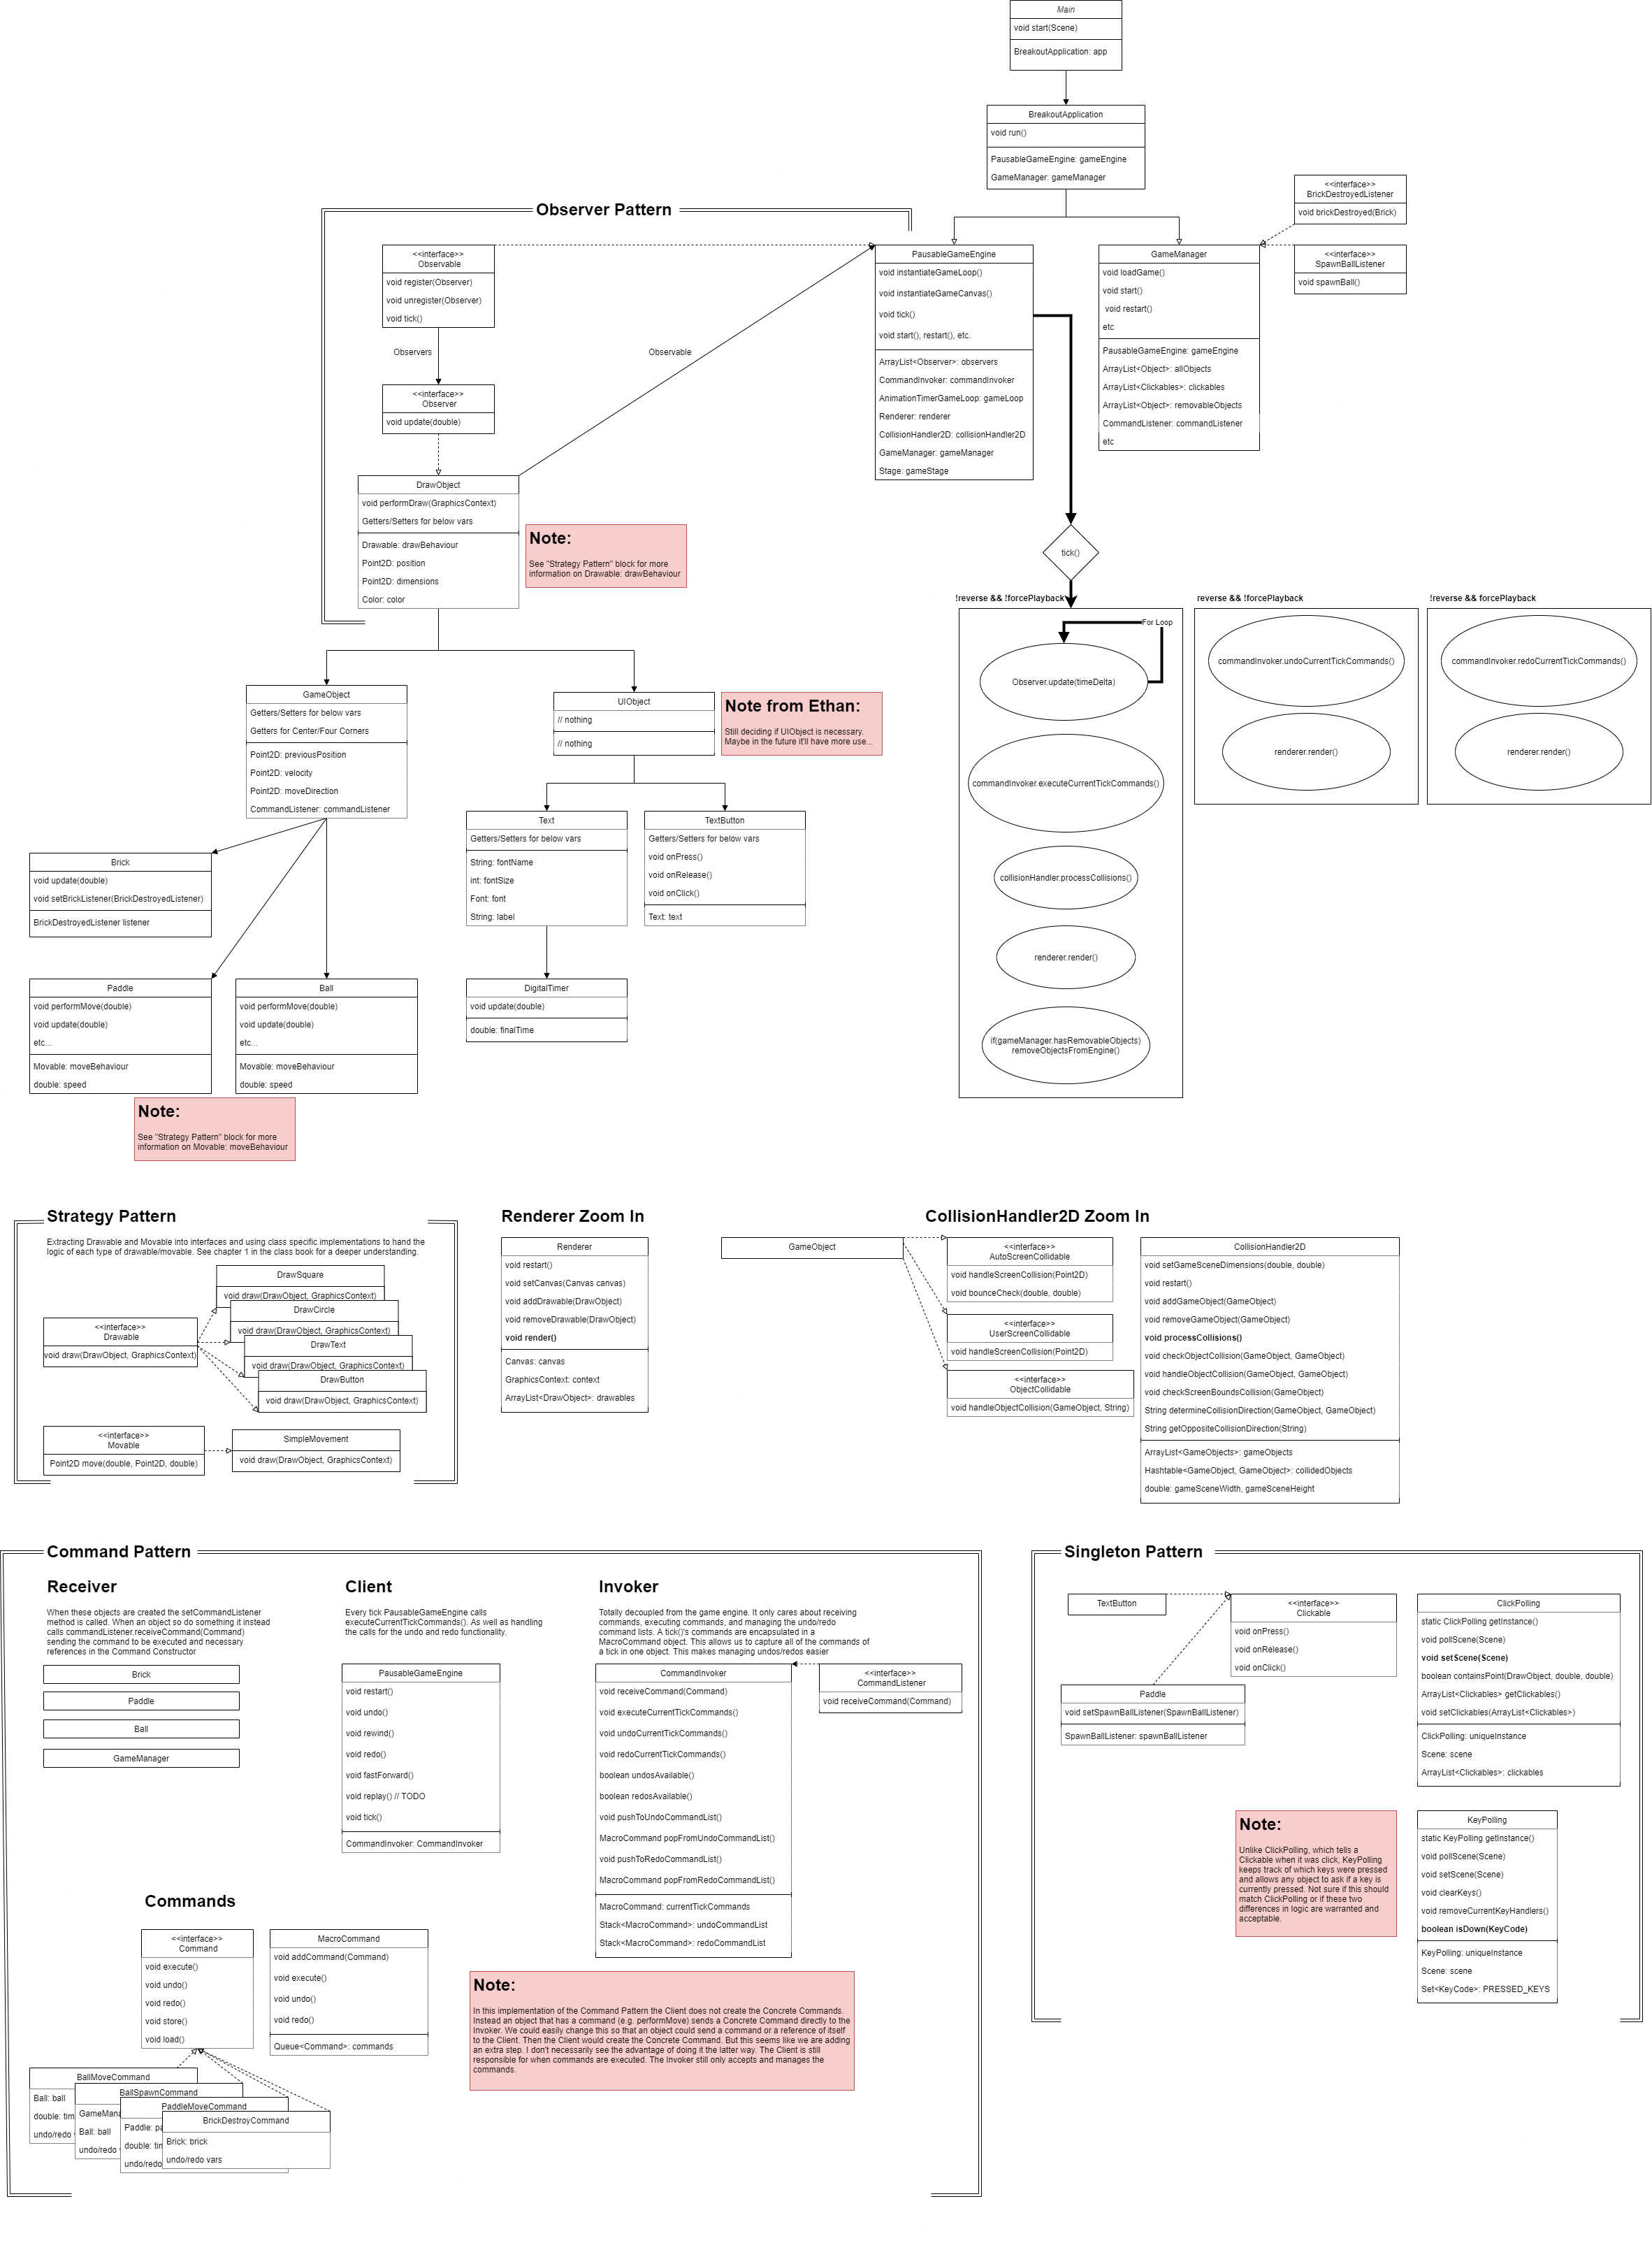 Main
void start(Scene)
BreakoutApplication: app
BreakoutApplication
void run()
PausableGameEngine: gameEngine
GameManager: gameManager
<<interface>>
BrickDestroyedListener
void brickDestroyed(Brick)
<<interface>>
SpawnBallListener
void spawnBall()
Observer Pattern
<<interface>>
Observable
void register(Observer)
void unregister(Observer)
void tick()
Observers
<<interface>>
Observer
void update(double)
Observable
PausableGameEngine
void instantiateGameLoop()
void instantiateGameCanvas()
void tick()
void start(), restart(), etc.
ArrayList<Observer>: observers
CommandInvoker: commandInvoker
AnimationTimerGameLoop: gameLoop
Renderer: renderer
CollisionHandler2D: collisionHandler2D
GameManager: gameManager
Stage: gameStage
GameManager
void loadGame()
void start()
void restart()
etc
PausableGameEngine: gameEngine
ArrayList<Object>: allObjects
ArrayList<Clickables>: clickables
ArrayList<Object>: removableObjects
CommandListener: commandListener
etc
DrawObject
void performDraw(GraphicsContext)
Getters/Setters for below vars
Drawable: drawBehaviour
Point2D: position
Point2D: dimensions
Color: color
Note:
See "Strategy Pattern" block for more
information on Drawable: drawBehaviour
tick()
!reverse && !forcePlayback
For Loop
Observer.update(timeDelta)
commandInvoker.executeCurrentTickCommands()
collisionHandler.processCollisions()
renderer.render()
if(gameManager.hasRemovableObjects)
removeObjectsFromEngine()
reverse && !forcePlayback
commandInvoker.undoCurrentTickCommands()
renderer.render()
!reverse && forcePlayback
commandInvoker.redoCurrentTickCommands()
renderer.render()
GameObject
Getters/Setters for below vars
Getters for Center/Four Corners
Point2D: previousPosition
Point2D: velocity
Point2D: moveDirection
CommandListener: commandListener
UIObject
// nothing
// nothing
Note from Ethan:
Still deciding if UIObject is necessary.
Maybe in the future it'll have more use...
Text
Getters/Setters for below vars
String: fontName
int: fontSize
Font: font
String: label
TextButton
Getters/Setters for below vars
void onPress()
void onRelease()
void onClick()
Text: text
Brick
void update(double)
void setBrickListener(BrickDestroyedListener)
BrickDestroyedListener listener
Paddle
void performMove(double)
void update(double)
etc...
Movable: moveBehaviour
double: speed
Ball
void performMove(double)
void update(double)
etc...
Movable: moveBehaviour
double: speed
DigitalTimer
void update(double)
double: finalTime
Note:
See "Strategy Pattern" block for more
information on Movable: moveBehaviour
Strategy Pattern
Extracting Drawable and Movable into interfaces and using class specific implementations to hand the
logic of each type of drawable/movable. See chapter 1 in the class book for a deeper understanding.
<<interface>>
Drawable
void draw(DrawObject, GraphicsContext)
DrawSquare
void draw(DrawObject, GraphicsContext)
DrawCircle
void draw(DrawObject, GraphicsContext)
DrawText
void draw(DrawObject, GraphicsContext)
DrawButton
void draw(DrawObject, GraphicsContext)
<<interface>>
Movable
Point2D move(double, Point2D, double)
SimpleMovement
void draw(DrawObject, GraphicsContext)
Renderer Zoom In
Renderer
void restart()
void setCanvas(Canvas canvas)
void addDrawable(DrawObject)
void removeDrawable(DrawObject)
void render()
Canvas: canvas
GraphicsContext: context
ArrayList<DrawObject>: drawables
CollisionHandler2D Zoom In
GameObject
<<interface>>
AutoScreenCollidable
void handleScreenCollision(Point2D)
void bounceCheck(double, double)
<<interface>>
UserScreenCollidable
void handleScreenCollision(Point2D)
<<interface>>
ObjectCollidable
void handleObjectCollision(GameObject, String)
CollisionHandler2D
void setGameSceneDimensions(double, double)
void restart()
void addGameObject(GameObject)
void removeGameObject(GameObject)
void processCollisions()
void checkObjectCollision(GameObject, GameObject)
void handleObjectCollision(GameObject, GameObject)
void checkScreenBoundsCollision(GameObject)
String determineCollisionDirection(GameObject, GameObject)
String getOppositeCollisionDirection(String)
ArrayList<GameObjects>: gameObjects
Hashtable<GameObject, GameObject>: collidedObjects
double: gameSceneWidth, gameSceneHeight
Command Pattern
Receiver
When these objects are created the setCommandListener
method is called. When an object so do something it instead
calls commandListener.receiveCommand(Command)
sending the command to be executed and necessary
references in the Command Constructor
Brick
Paddle
Ball
GameManager
Client
Every tick PausableGameEngine calls
executeCurrentTickCommands(). As well as handling
the calls for the undo and redo functionality.
PausableGameEngine
void restart()
void undo()
void rewind()
void redo()
void fastForward()
void replay() // TODO
void tick()
CommandInvoker: CommandInvoker
Invoker
Totally decoupled from the game engine. It only cares about receiving
commands, executing commands, and managing the undo/redo
command lists. A tick()'s commands are encapsulated in a
MacroCommand object. This allows us to capture all of the commands of
a tick in one object. This makes managing undos/redos easier
CommandInvoker
void receiveCommand(Command)
void executeCurrentTickCommands()
void undoCurrentTickCommands()
void redoCurrentTickCommands()
boolean undosAvailable()
boolean redosAvailable()
void pushToUndoCommandList()
MacroCommand popFromUndoCommandList()
void pushToRedoCommandList()
MacroCommand popFromRedoCommandList()
MacroCommand: currentTickCommands
Stack<MacroCommand>: undoCommandList
Stack<MacroCommand>: redoCommandList
<<interface>>
CommandListener
void receiveCommand(Command)
Commands
<<interface>>
Command
void execute()
void undo()
void redo()
void store()
void load()
MacroCommand
void addCommand(Command)
void execute()
void undo()
void redo()
Queue<Command>: commands
BallMoveCommand
Ball: ball
double: tim
undo/redo
BallSpawnCommand
GameMana
Ball: ball
undo/redo
PaddleMoveCommand
Paddle: pa
double: tim
undo/redo
BrickDestroyCommand
Brick: brick
undo/redo vars
Note:
In this implementation of the Command Pattern the Client does not create the Concrete Commands.
Instead an object that has a command (e.g. performMove) sends a Concrete Command directly to the
Invoker. We could easily change this so that an object could send a command or a reference of itself
to the Client. Then the Client would create the Concrete Command. But this seems like we are adding
an extra step. I don't necessarily see the advantage of doing it the latter way. The Client is still
responsible for when commands are executed. The Invoker still only accepts and manages the
commands.
Singleton Pattern
TextButton
<<interface>>
Clickable
void onPress()
void onRelease()
void onClick()
Paddle
void setSpawnBallListener(SpawnBallListener)
SpawnBallListener: spawnBallListener
ClickPolling
static ClickPolling getInstance()
void pollScene(Scene)
void setScene(Scene)
boolean containsPoint(DrawObject, double, double)
ArrayList<Clickables> getClickables()
void setClickables(ArrayList<Clickables>)
ClickPolling: uniqueInstance
Scene: scene
ArrayList<Clickables>: clickables
Note:
Unlike ClickPolling, which tells a
Clickable when it was click, KeyPolling
keeps track of which keys were pressed
and allows any object to ask if a key is
currently pressed. Not sure if this should
match ClickPolling or if these two
differences in logic are warranted and
acceptable.
KeyPolling
static KeyPolling getInstance()
void pollScene(Scene)
void setScene(Scene)
void clearKeys()
void removeCurrentKeyHandlers()
boolean isDown(KeyCode)
KeyPolling: uniqueInstance
Scene: scene
Set<KeyCode>: PRESSED_KEYS